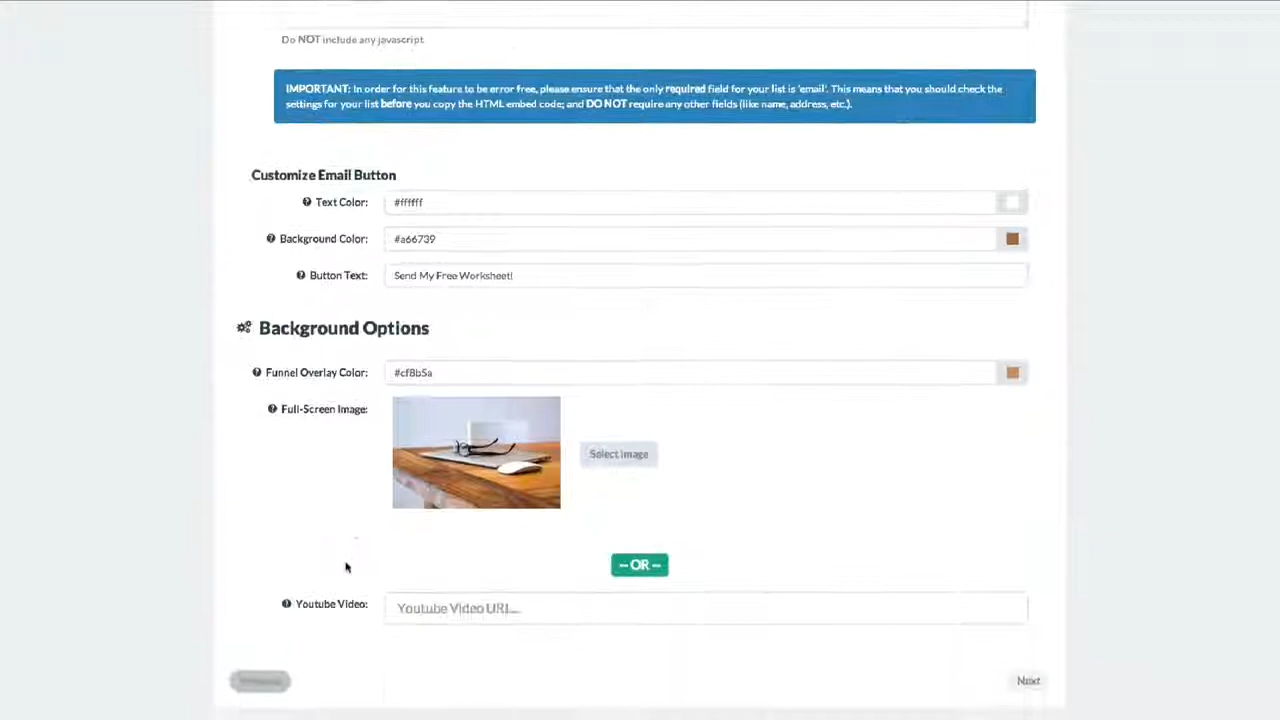 Do NOT include any javascript.
IMPORTANT: In order for this feature to be error free, please ensure that the only required field for your list is 'email'. This means that you should check the
settings for your list before you copy the HTML embed code; and DO NOT require any other fields (like name, address, etc.).
Customize Email Button
Text Color:
#ffffff
Background Color:
#a66739
Button Text:
Send My Free Worksheet!
Background Options
Funnel Overlay Color:
#cf8b5a
Full-Screen Image:
Select Image
-- OR --
Youtube Video:
Youtube Video URL...
Next